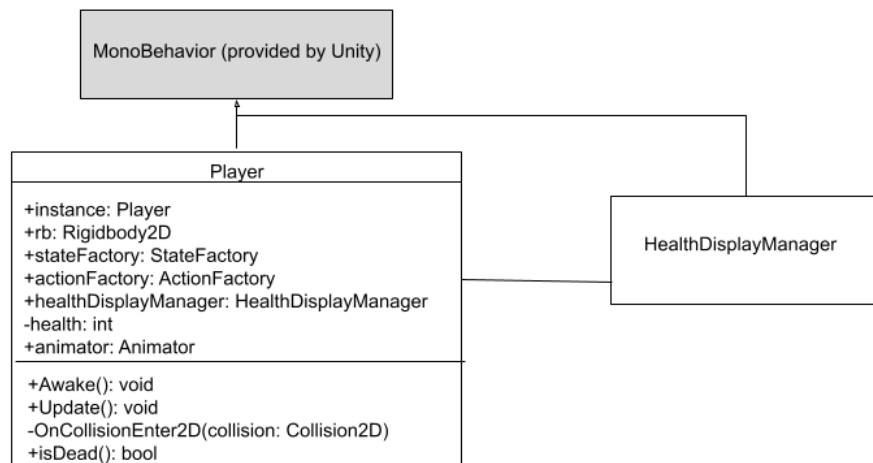 MonoBehavior (provided by Unity)
Player
+instance: Player
+rb: Rigidbody2D
+stateFactory: StateFactory
+actionFactory: ActionFactory
+healthDisplayManager: HealthDisplayManager
-health: int
+animator: Animator
+Awake(): void
+Update(): void
-OnCollisionEnter2D(collision: Collision2D)
+isDead(): bool
HealthDisplayManager